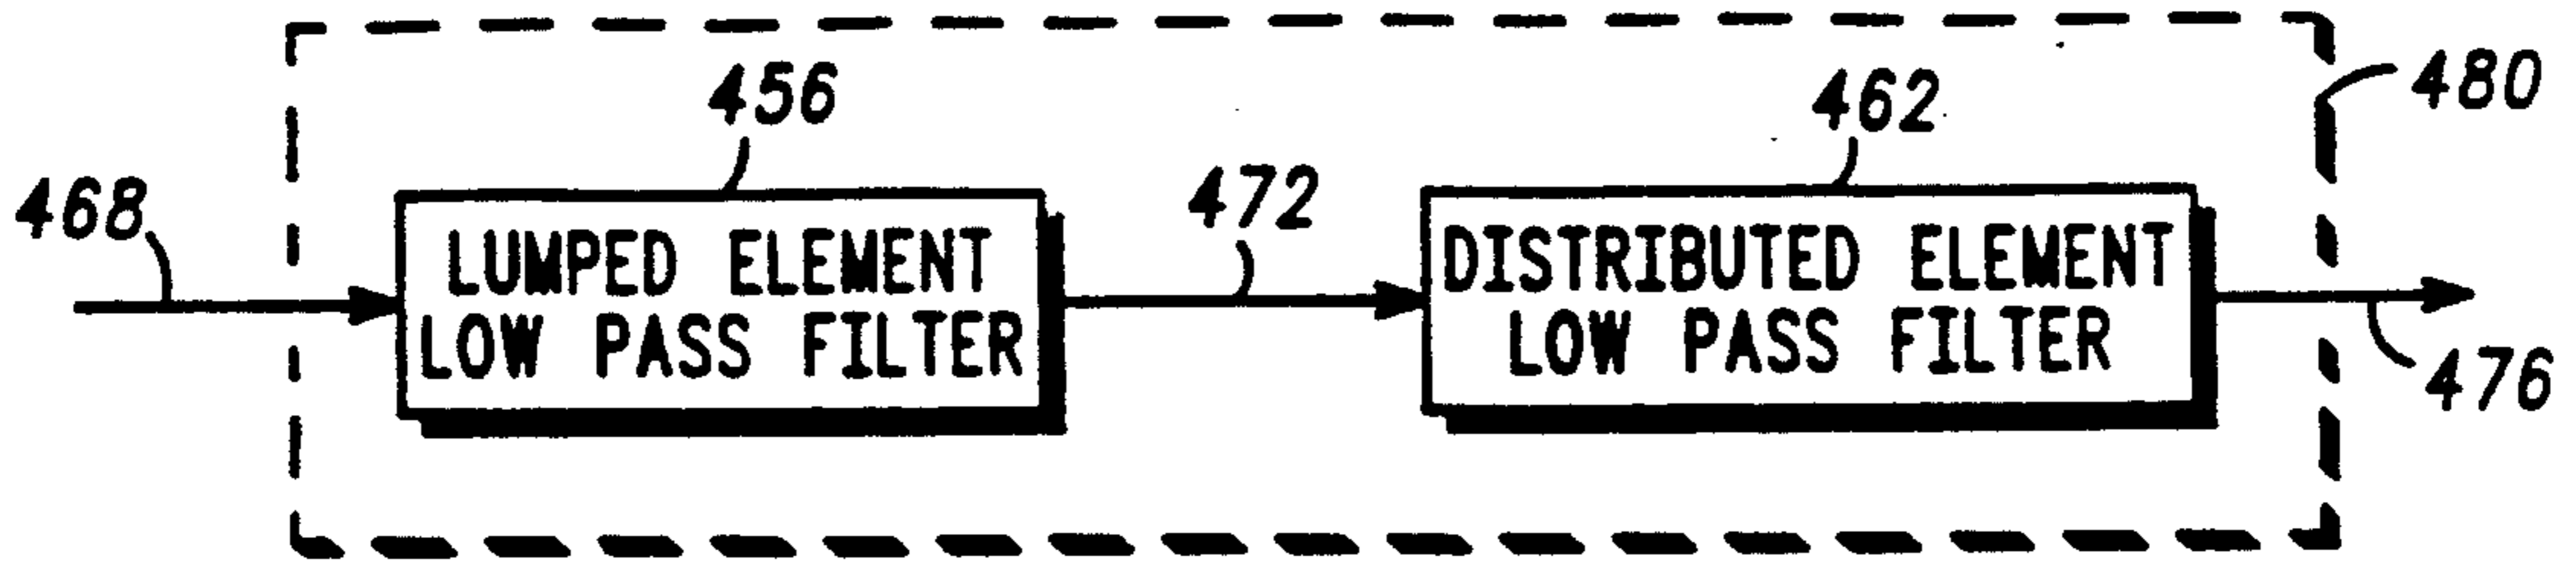 456
462
480
468
472
LUMPED ELEMENT
LOW PASS FILTER
DISTRIBUTED ELEMENT
LOW PASS FILTER
476